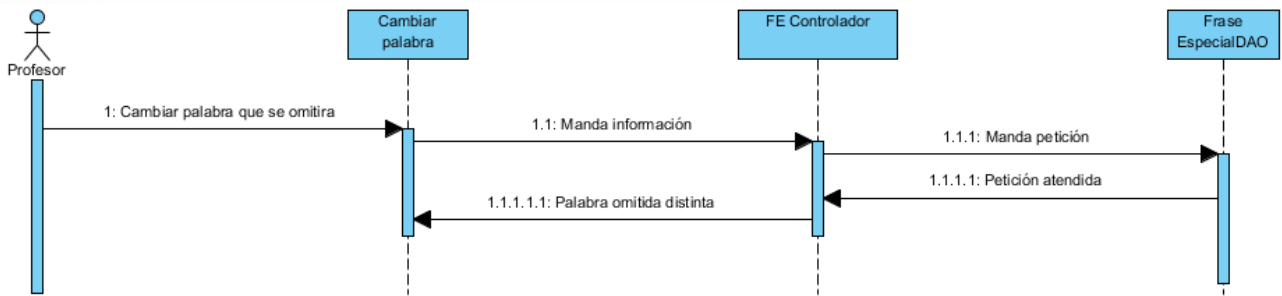 Cambiar
palabra
FE Controlador
Frase
EspecialDAO
Profesor
1: Cambiar palabra que se omitira
1.1: Manda información
1.1.1: Manda petición
1.1.1.1: Petición atendida
1.1.1.1.1: Palabra omitida distinta